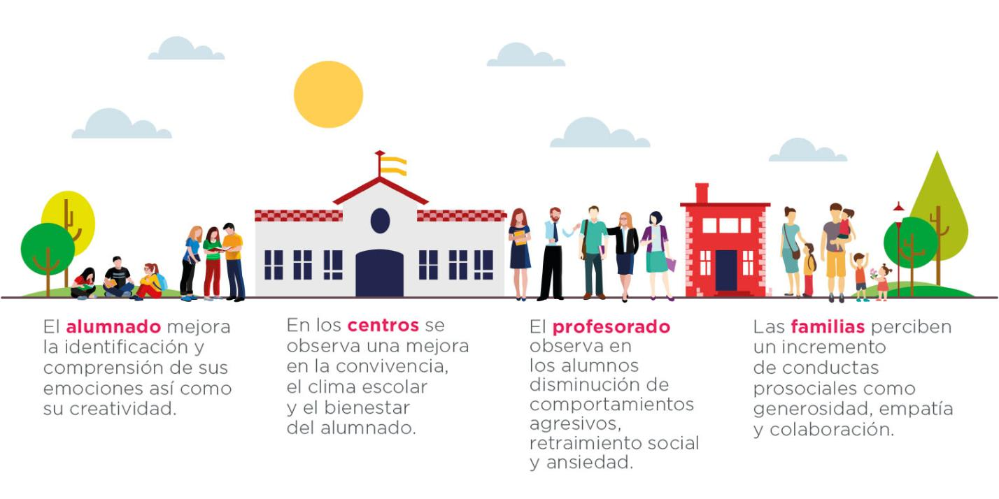 El alumnado mejora
la identificación y
comprensión de sus
emociones así como
su creatividad.
En los centros se
observa una mejora
en la convivencia,
el clima escolar
y el bienestar
del alumnado.
El profesorado
observa en
los alumnos
disminución de
comportamientos
agresivos,
retraimiento social
y ansiedad.
Las familias perciben
un incremento
de conductas
prosociales como
generosidad, empatía
y colaboración.